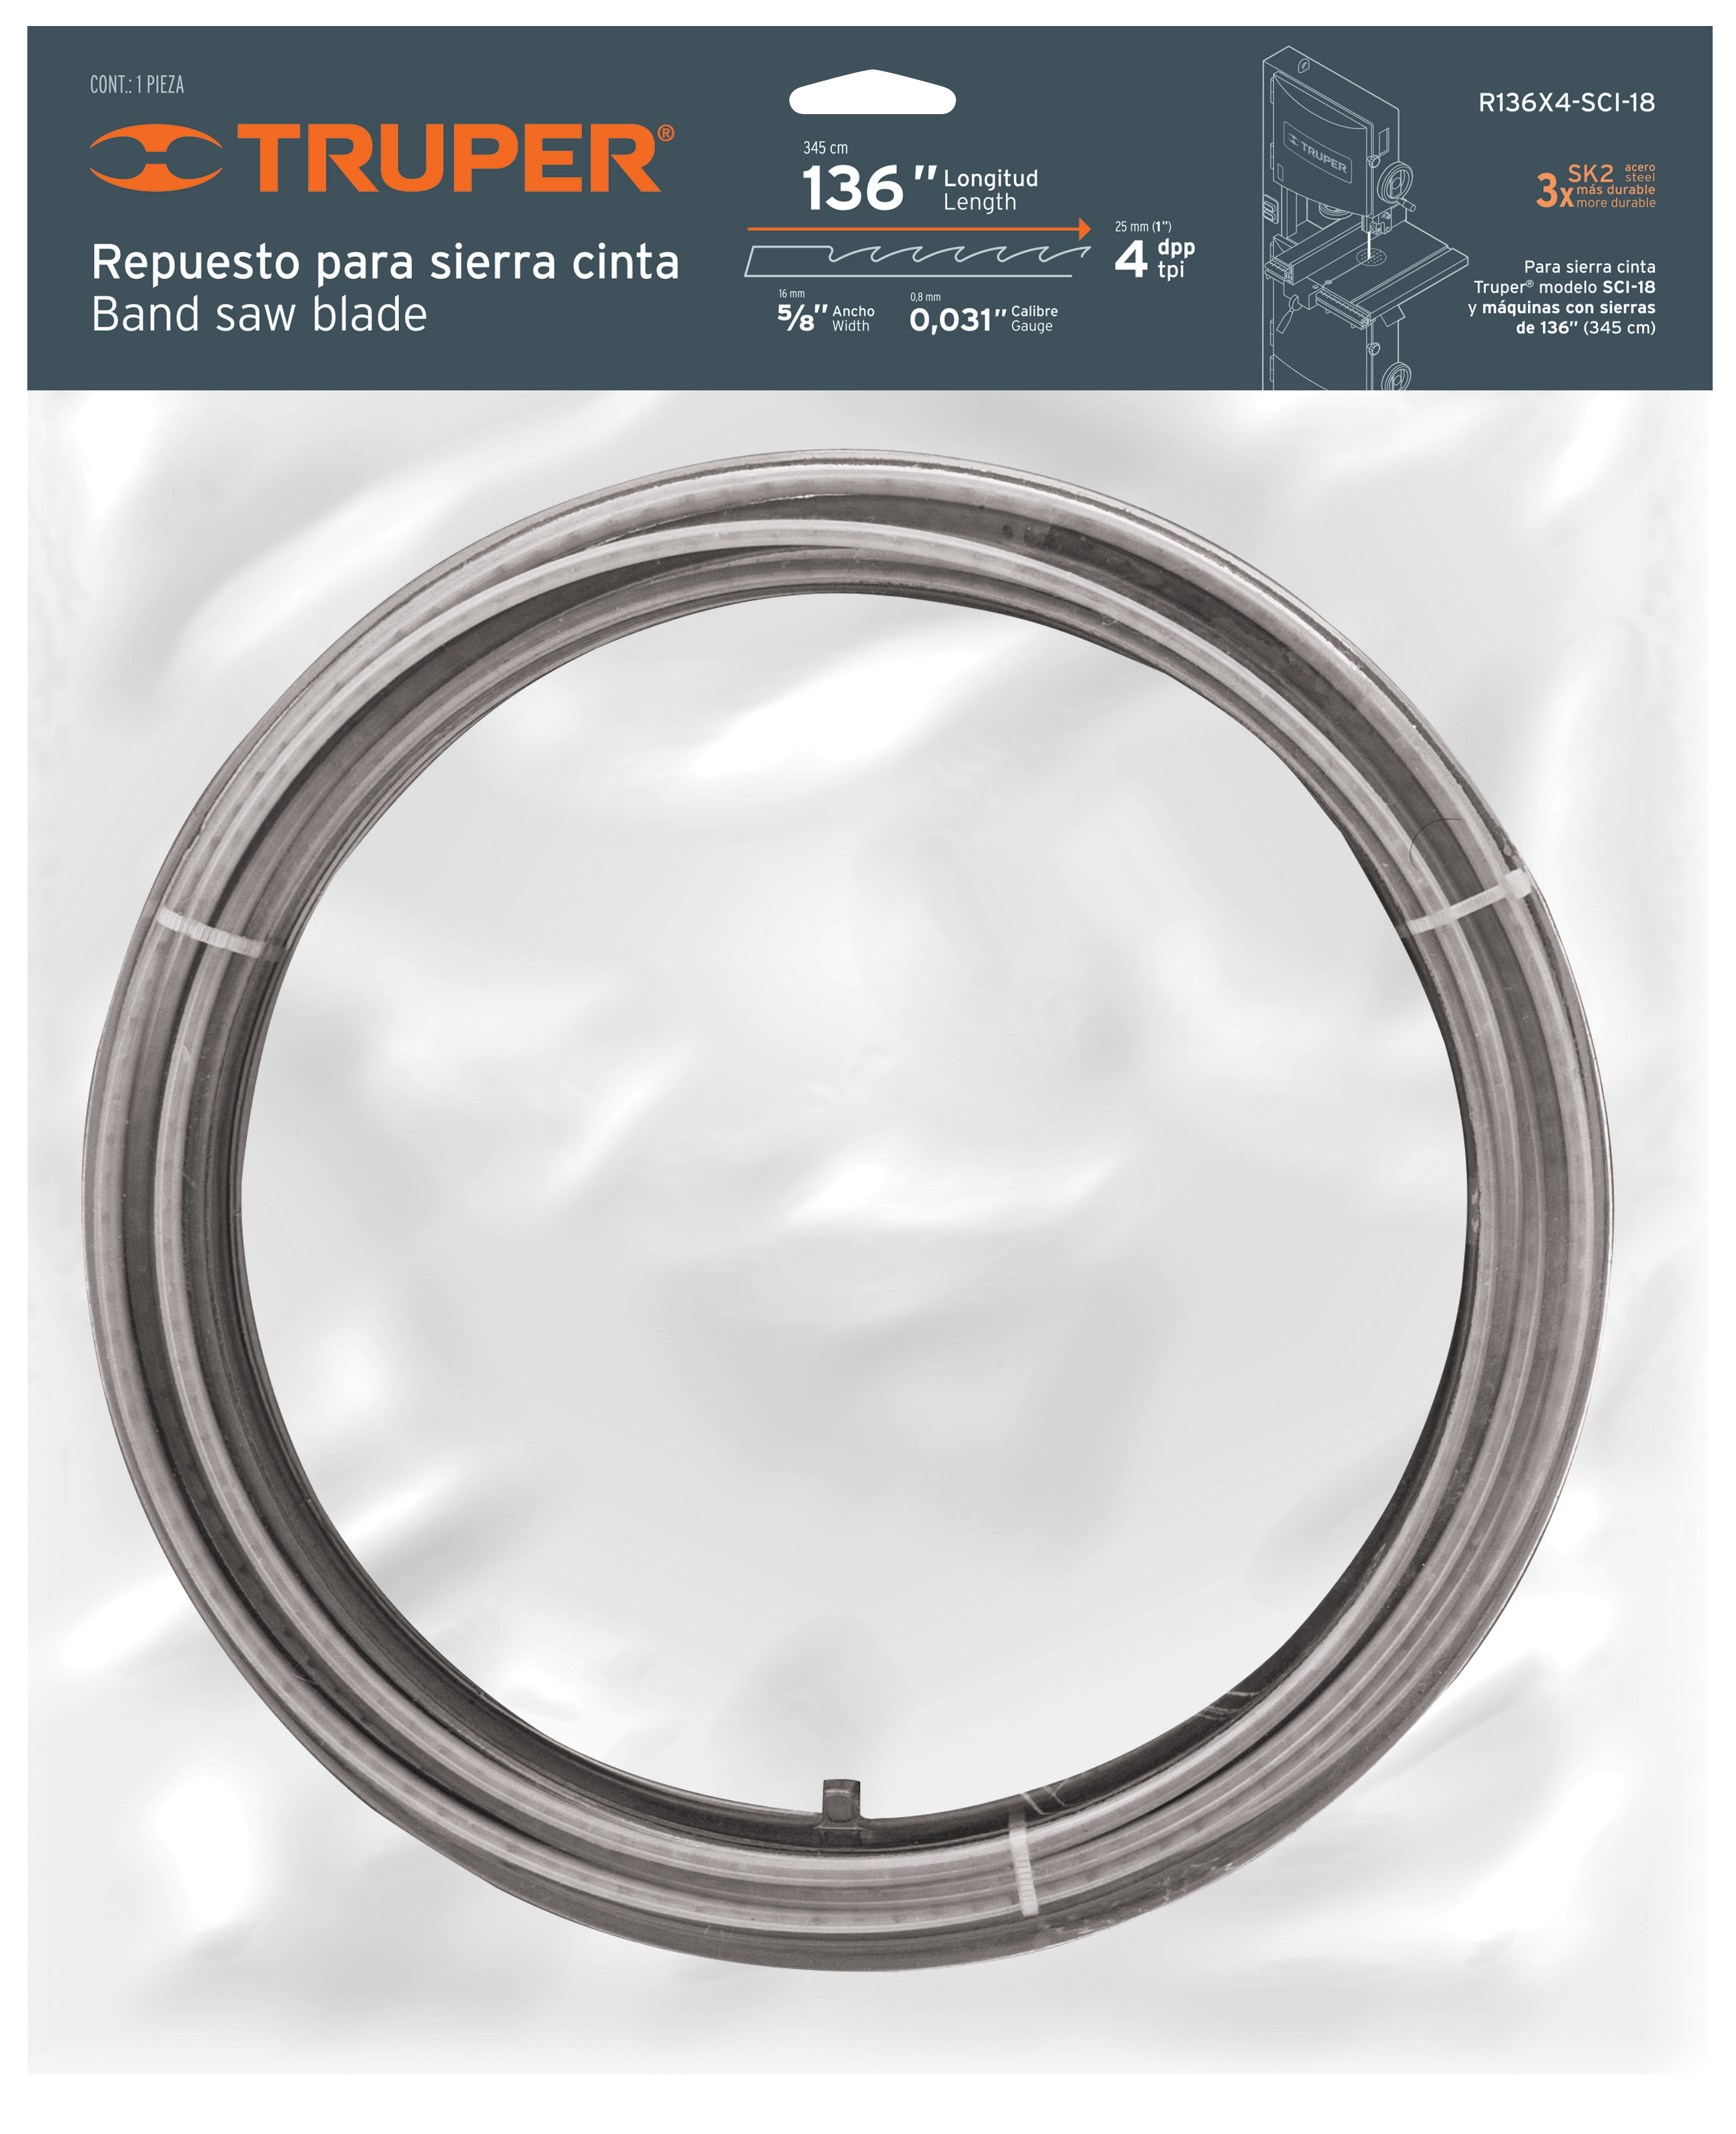 CONT.: 1 PIEZA
TRUPER®
Repuesto para sierra cinta
Band saw blade
345 cm
136" Longitud
Length
25 mm (1")
4 dpp
tpi
16 mm
5/8" Ancho
Width
0,8 mm
0,031" Calibre
Gauge
TRUPER
R136X4-SCI-18
SK2 acero
steel
3x más durable
more durable
Para sierra cinta
Truper® modelo SCI-18
y máquinas con sierras
de 136" (345 cm)